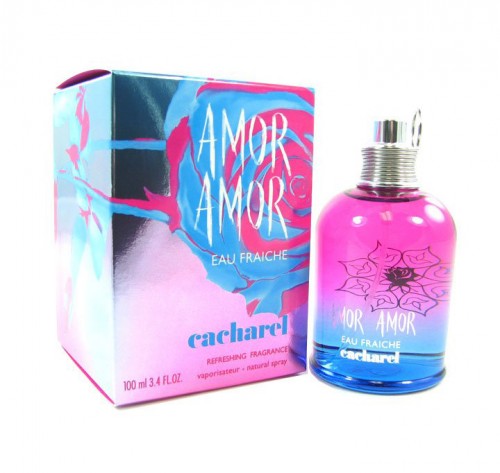 AMOR
AMOR
EAU FRAICHE
cacharel
REFRESHING FRAGRANCE
vaporisateur - natural spray
100 ml 3.4 FL.OZ.
MOR AMOR
EAU FRAICHE
cacharel